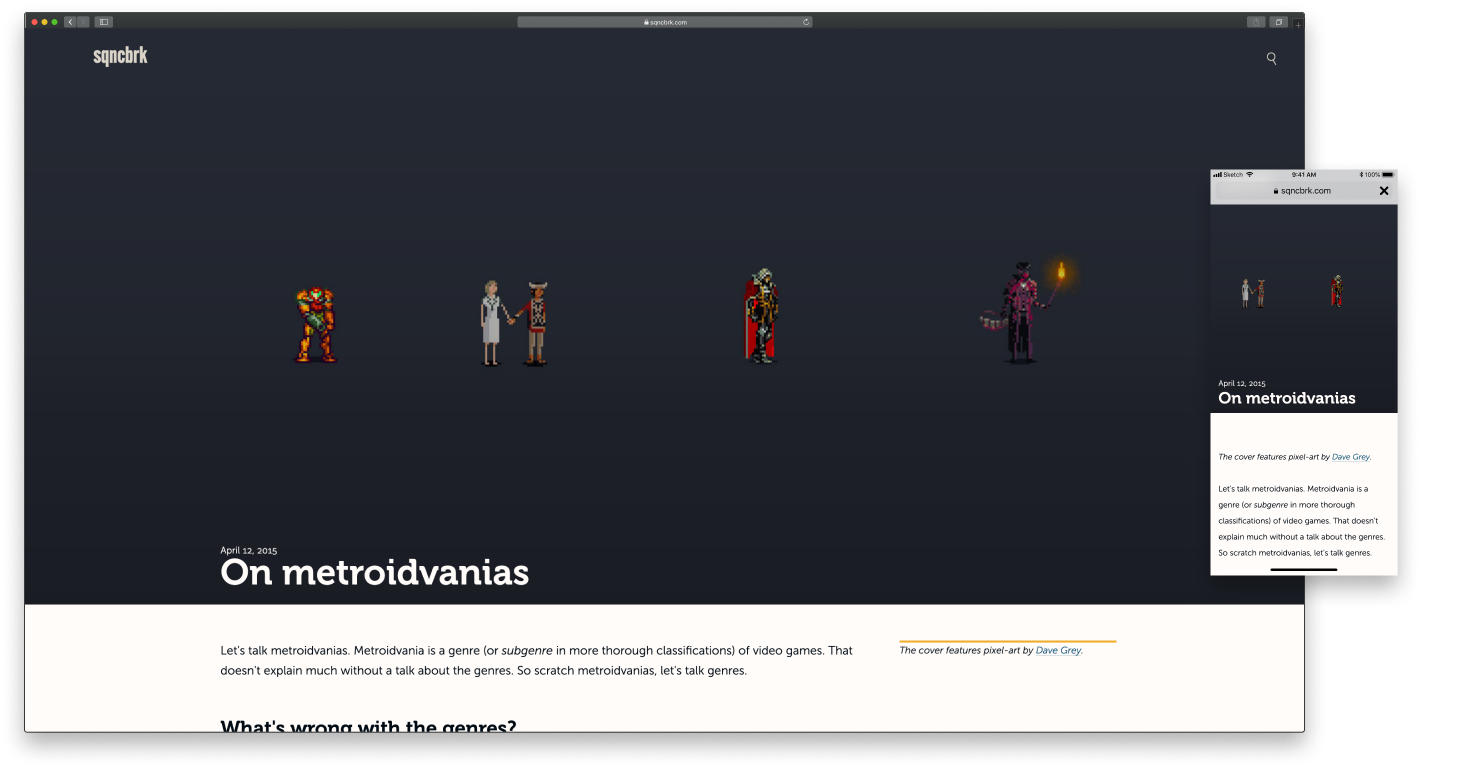 sqncbrk.com
sqncbrk
April 12, 2015
On metroidvanias
Let's talk metroidvanias. Metroidvania is a genre (or subgenre in more thorough classifications) of video games. That
doesn't explain much without a talk about the genres. So scratch metroidvanias, let's talk genres.
The cover features pixel-art by Dave Grey.
What's wrong with the genres?
Sketch
9:41 AM
100%
sqncbrk.com
April 12, 2015
On metroidvanias
The cover features pixel-art by Dave Grey.
Let's talk metroidvanias. Metroidvania is a
genre (or subgenre in more thorough
classifications) of video games. That doesn't
explain much without a talk about the genres.
So scratch metroidvanias, let's talk genres.